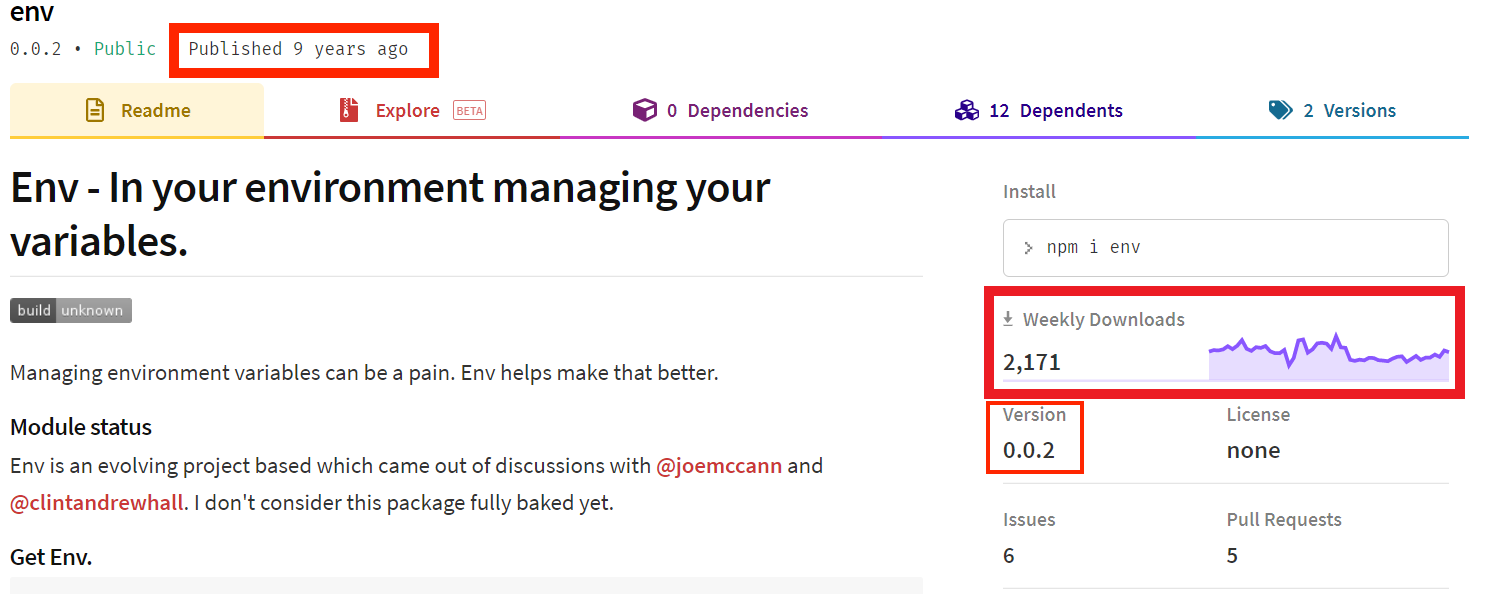 env
0.0.2 • Public
Published 9 years ago
Readme
Explore BETA
0 Dependencies
12 Dependents
2 Versions
Env - In your environment managing your
variables.
build unknown
Managing environment variables can be a pain. Env helps make that better.
Module status
Env is an evolving project based which came out of discussions with @joemccann and
@clintandrewhall. I don't consider this package fully baked yet.
Get Env.
Install
> npm i env
Weekly Downloads
2,171
Version
0.0.2
License
none
Issues
6
Pull Requests
5